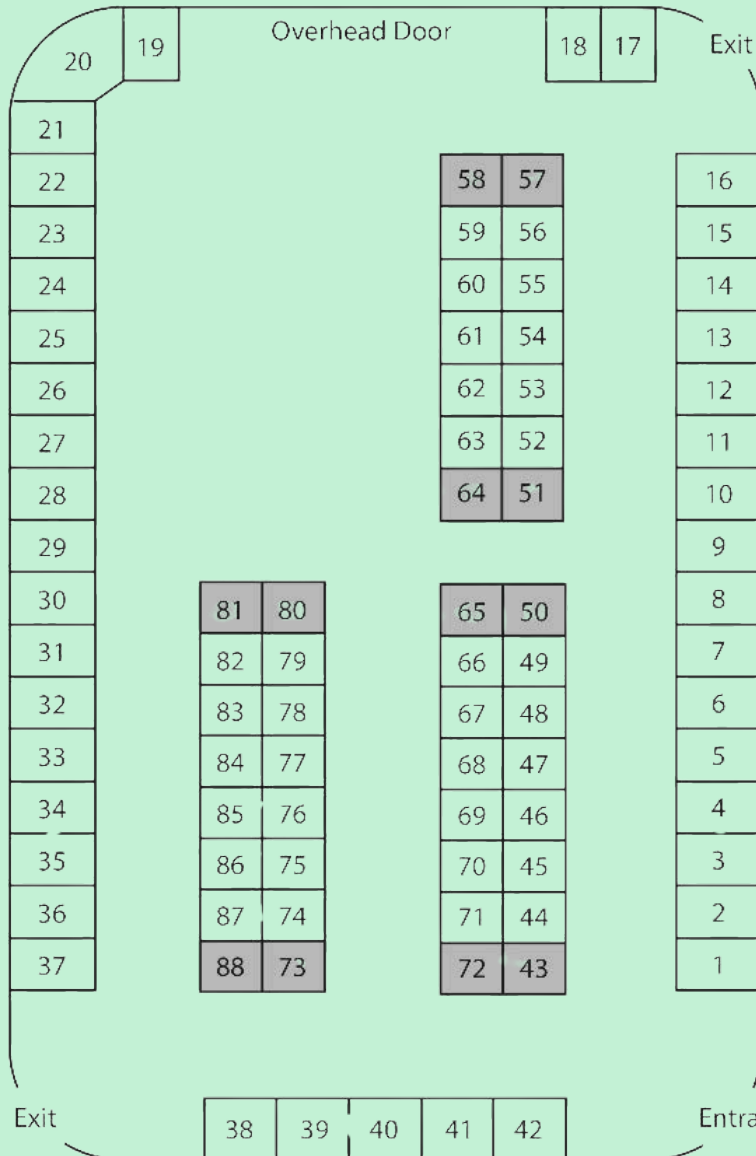 Overhead Door
19
18 17
Exit
20
21
22 58 57 16
23 59 56 15
24 60 55 14
25 61 54 13
26 62 53 12
27 63 52 11
28 64 51 10
29 9
30 81 80 65 50 8
31 82 79 66 49 7
32 83 78 67 48 6
33 84 77 68 47 5
34 85 76 69 46 4
35 86 75 70 45 3
36 87 74 71 44 2
37 88 73 72 43 1
Exit
38 39 40 41 42
Entra